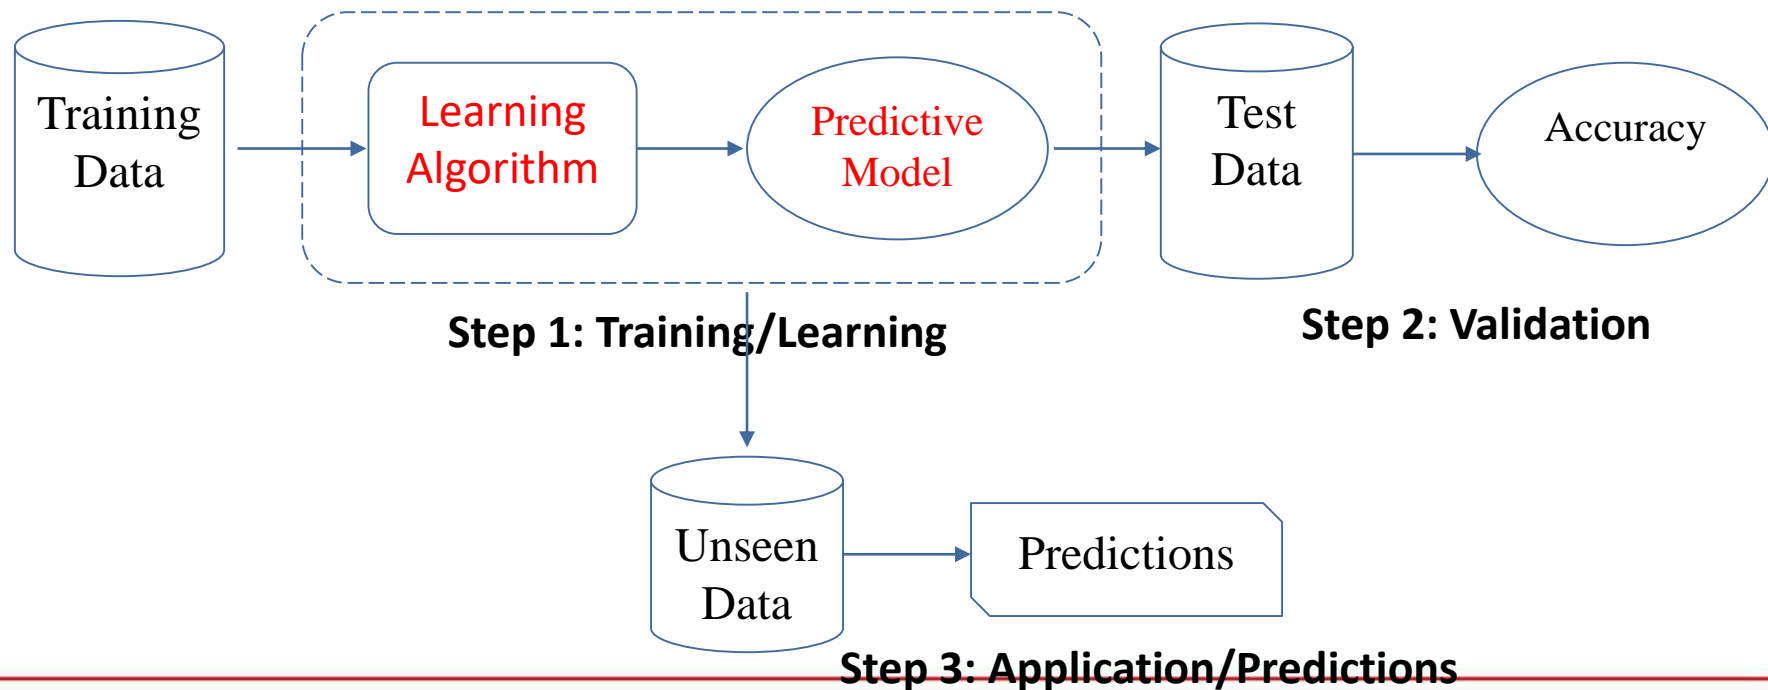 Training
Data
Learning
Algorithm
Predictive
Model
Test
Data
Accuracy
Step 1: Training/Learning
Step 2: Validation
Unseen
Data
Predictions
Step 3: Application/Predictions